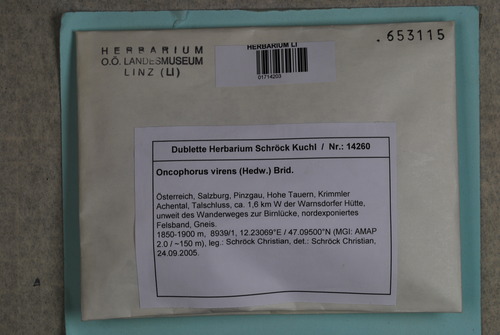 HERBARIUM
O.Ö. LANDESMUSEUM
LINZ (LI)
HERBARIUM LI
01714203
.653115
Dublette Herbarium Schröck Kuchl / Nr.: 14260
Oncophorus virens (Hedw.) Brid.
Österreich, Salzburg, Pinzgau, Hohe Tauern, Krimmler
Achental, Talschluss, ca. 1,6 km W der Warnsdorfer Hütte,
unweit des Wanderweges zur Birnlücke, nordexponiertes
Felsband, Gneis.
1850-1900 m, 8939/1, 12.23069°E / 47.09500°N (MGI: AMAP
2.0 / ~150 m), leg.: Schröck Christian, det.: Schröck Christian,
24.09.2005.